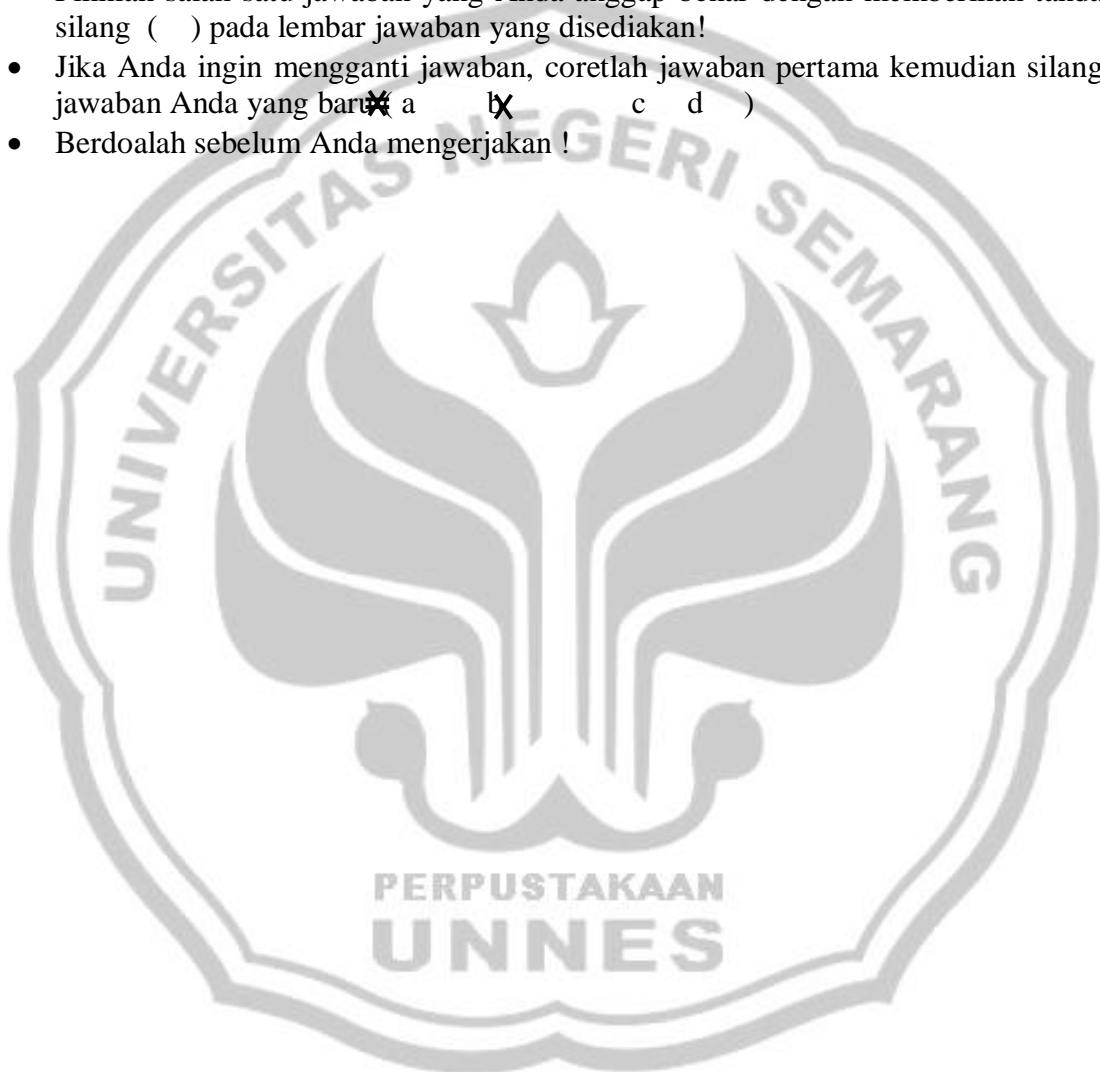 silang ( ) pada lembar jawaban yang disediakan!
• Jika Anda ingin mengganti jawaban, coretlah jawaban pertama kemudian silang
jawaban Anda yang baru ( a b c d )
• Berdoalah sebelum Anda mengerjakan !
UNIVERSITAS NEGERI SEMARANG
PERPUSTAKAAN
UNNES